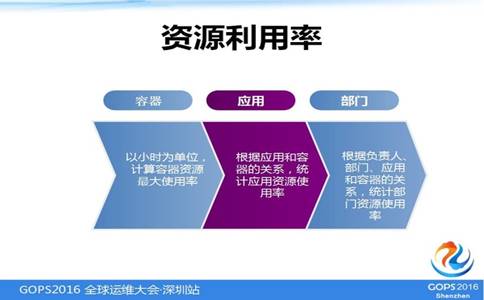 资源利用率
容器
应用
部门
以小时为单位，
计算容器资源
最大使用率
根据应用和容
器的关系，统
计应用资源使
用率
根据负责人、
部门、应用
和容器的关
系，统计部
门资源使用
率
GOPS2016 全球运维大会·深圳站
GOPS2016
Shenzhen